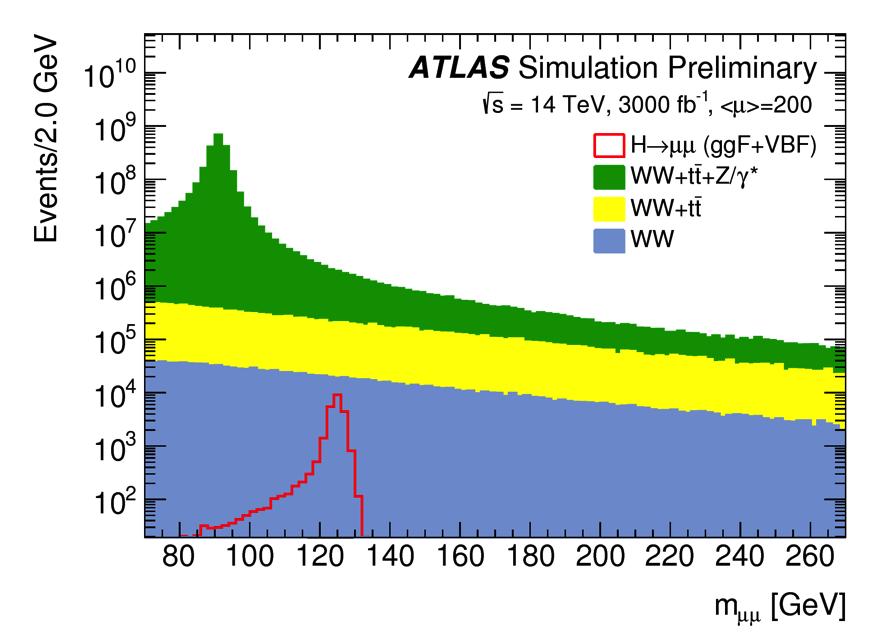 Events/2.0 GeV
ATLAS Simulation Preliminary
√s = 14 TeV, 3000 fb⁻¹, <μ>=200
H→μμ (ggF+VBF)
WW+tt̄+Z/γ*
WW+tt̄
WW
10¹⁰
10⁹
10⁸
10⁷
10⁶
10⁵
10⁴
10³
10²
80 100 120 140 160 180 200 220 240 260
m_μμ [GeV]